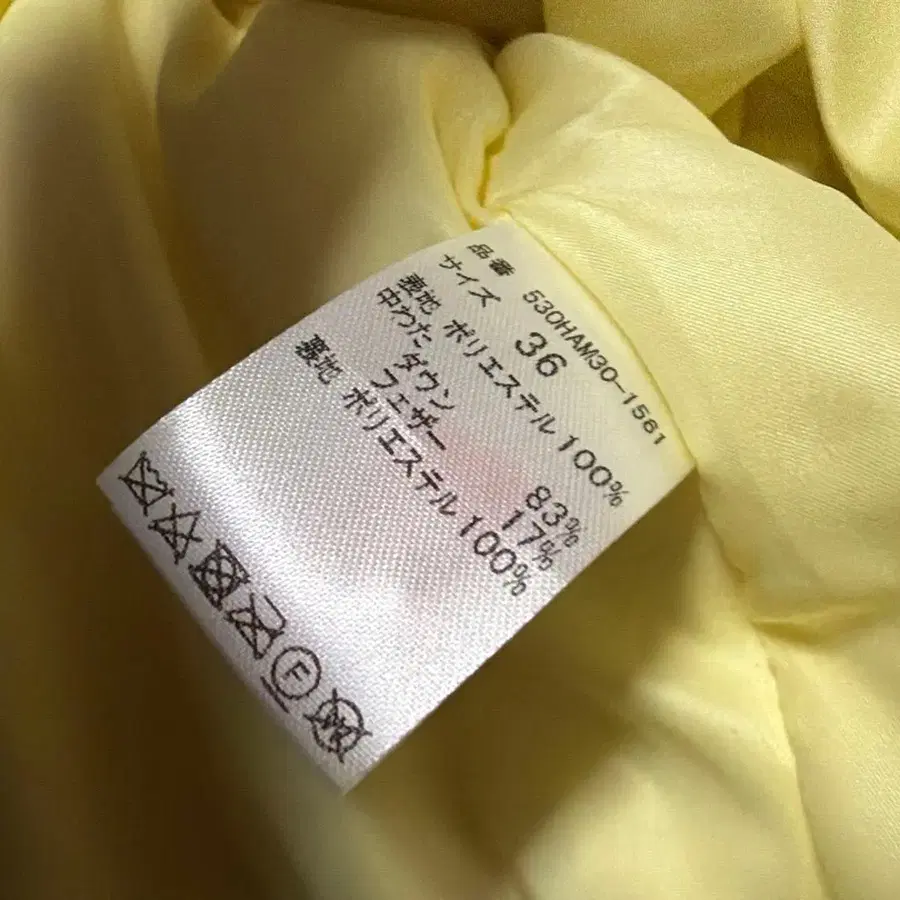 品番 530HAM30-1561
サイズ 36
表地 ポリエステル 100%
中わた ダウン 83%
フェザー 17%
裏地 ポリエステル 100%
F
W